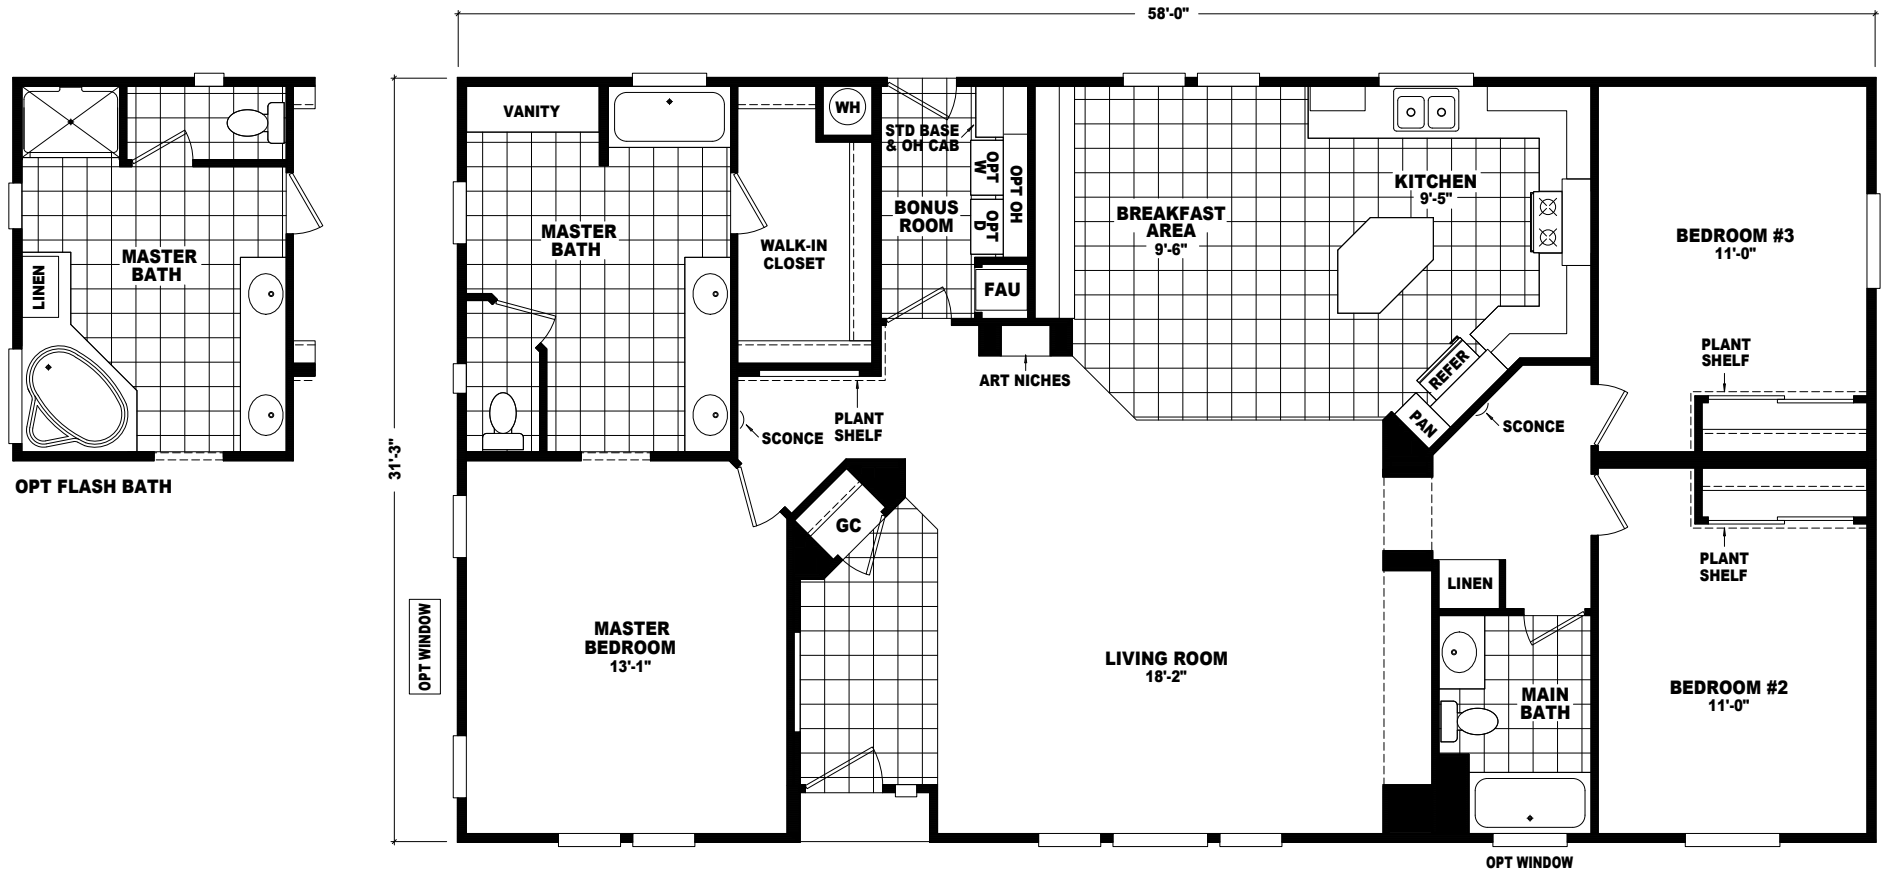 58'-0"
31'-3"
MASTER
BATH
LINEN
OPT FLASH BATH
VANITY
MASTER
BATH
WALK-IN
CLOSET
WH
STD BASE
& OH CAB
OPT
W
OPT
D
OPT OH
BONUS
ROOM
FAU
ART NICHES
PLANT
SHELF
SCONCE
BREAKFAST
AREA
9'-6"
KITCHEN
9'-5"
REFER
PAN
SCONCE
BEDROOM #3
11'-0"
PLANT
SHELF
PLANT
SHELF
BEDROOM #2
11'-0"
GC
OPT WINDOW
MASTER
BEDROOM
13'-1"
LIVING ROOM
18'-2"
LINEN
MAIN
BATH
OPT WINDOW